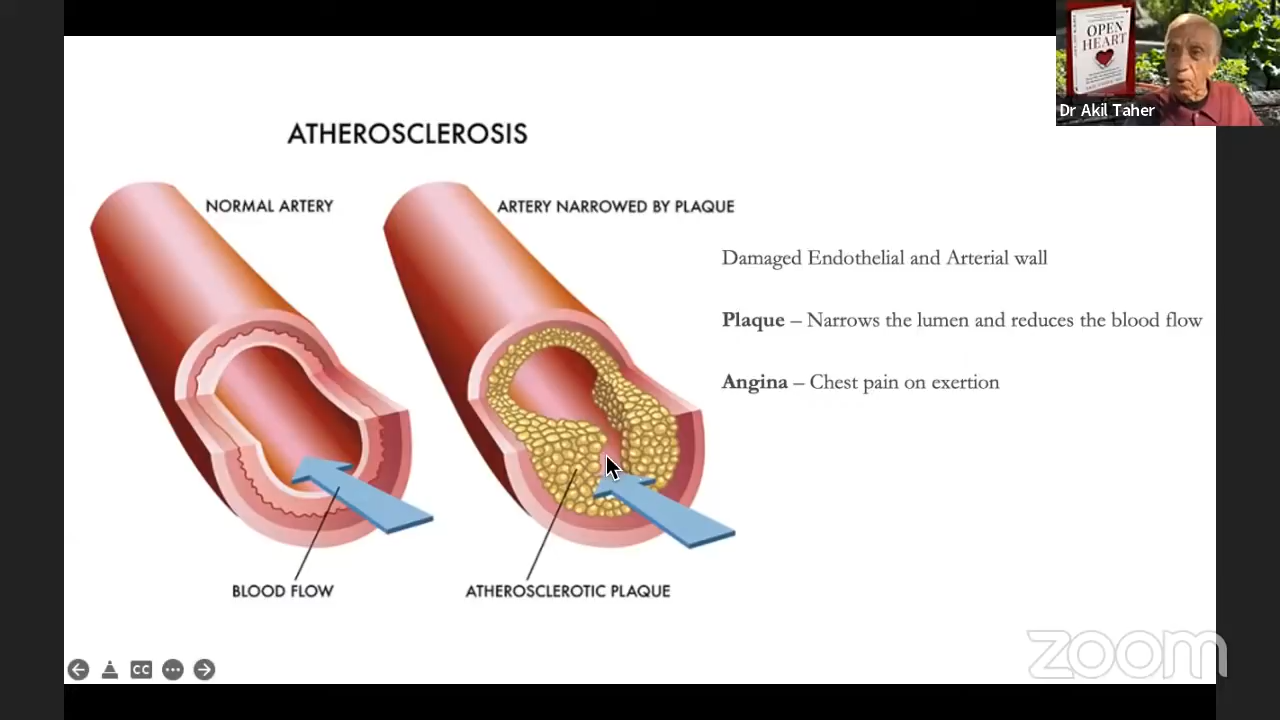 OPEN
HEART
Dr Akil Taher
ATHEROSCLEROSIS
NORMAL ARTERY
ARTERY NARROWED BY PLAQUE
Damaged Endothelial and Arterial wall
Plaque – Narrows the lumen and reduces the blood flow
Angina – Chest pain on exertion
BLOOD FLOW
ATHEROSCLEROTIC PLAQUE
CC
zoom